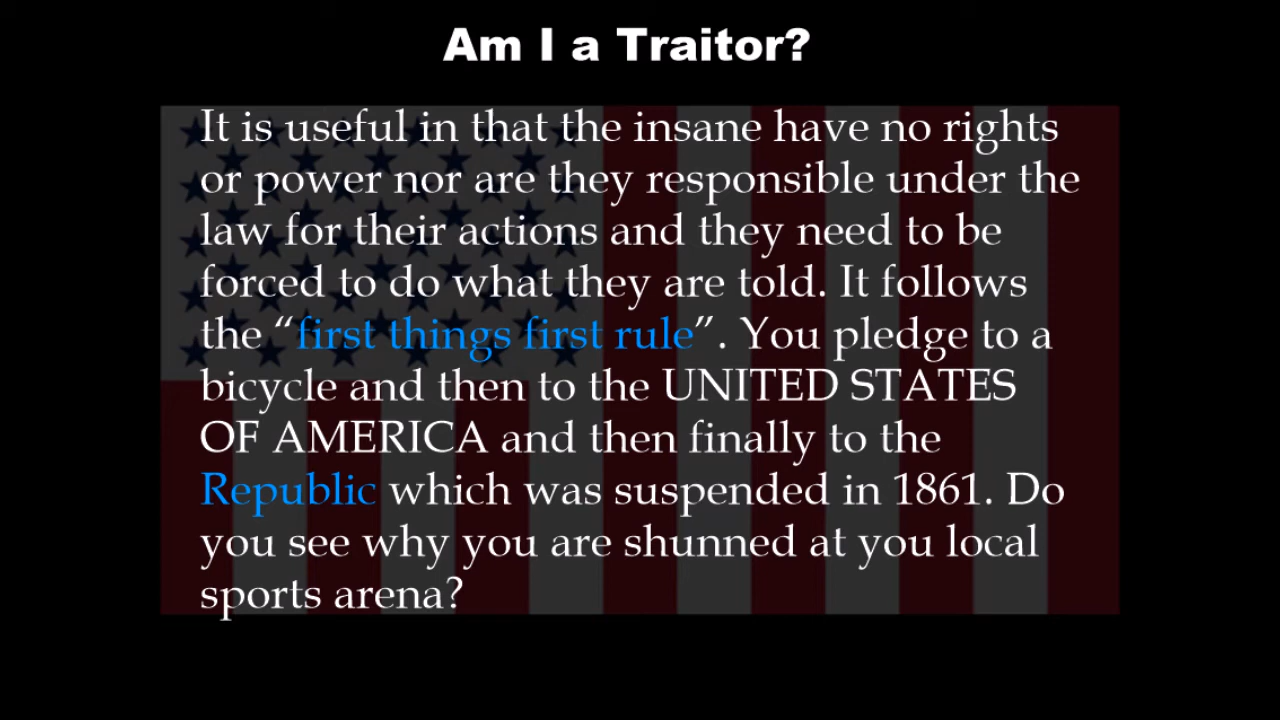 Am I a Traitor?
It is useful in that the insane have no rights
or power nor are they responsible under the
law for their actions and they need to be
forced to do what they are told. It follows
the “first things first rule”. You pledge to a
bicycle and then to the UNITED STATES
OF AMERICA and then finally to the
Republic which was suspended in 1861. Do
you see why you are shunned at you local
sports arena?